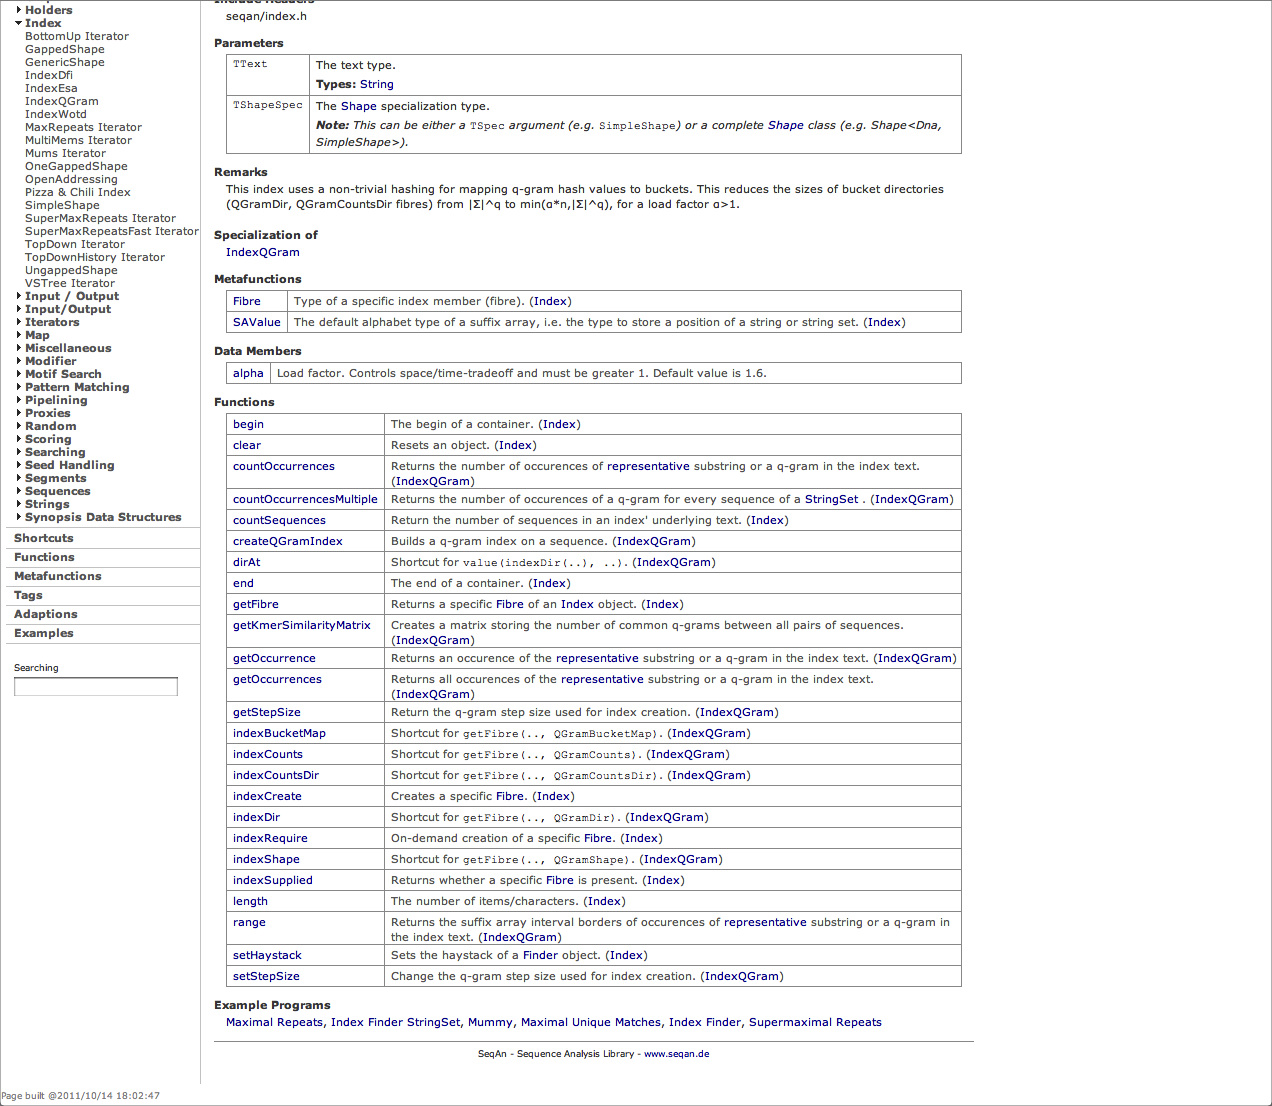 Holders
Index
BottomUp Iterator
GappedShape
GenericShape
IndexDfi
IndexEsa
IndexQGram
IndexWotd
MaxRepeats Iterator
MultiMems Iterator
Mums Iterator
OneGappedShape
OpenAddressing
Pizza & Chili Index
SimpleShape
SuperMaxRepeats Iterator
SuperMaxRepeatsFast Iterator
TopDown Iterator
TopDownHistory Iterator
UngappedShape
VSTree Iterator
Input / Output
Input/Output
Iterators
Map
Miscellaneous
Modifier
Motif Search
Pattern Matching
Pipelining
Proxies
Random
Scoring
Searching
Seed Handling
Segments
Sequences
Strings
Synopsis Data Structures
Shortcuts
Functions
Metafunctions
Tags
Adaptions
Examples
Searching
Include Headers
seqan/index.h
Parameters
TText The text type.
Types: String
TShapeSpec The Shape specialization type.
Note: This can be either a TSpec argument (e.g. SimpleShape) or a complete Shape class (e.g. Shape<Dna,
SimpleShape>).
Remarks
This index uses a non-trivial hashing for mapping q-gram hash values to buckets. This reduces the sizes of bucket directories
(QGramDir, QGramCountsDir fibres) from |Σ|^q to min(α*n,|Σ|^q), for a load factor α>1.
Specialization of
IndexQGram
Metafunctions
Fibre Type of a specific index member (fibre). (Index)
SAValue The default alphabet type of a suffix array, i.e. the type to store a position of a string or string set. (Index)
Data Members
alpha Load factor. Controls space/time-tradeoff and must be greater 1. Default value is 1.6.
Functions
begin The begin of a container. (Index)
clear Resets an object. (Index)
countOccurrences Returns the number of occurences of representative substring or a q-gram in the index text.
(IndexQGram)
countOccurrencesMultiple Returns the number of occurences of a q-gram for every sequence of a StringSet . (IndexQGram)
countSequences Return the number of sequences in an index' underlying text. (Index)
createQGramIndex Builds a q-gram index on a sequence. (IndexQGram)
dirAt Shortcut for value(indexDir(..), ..). (IndexQGram)
end The end of a container. (Index)
getFibre Returns a specific Fibre of an Index object. (Index)
getKmerSimilarityMatrix Creates a matrix storing the number of common q-grams between all pairs of sequences.
(IndexQGram)
getOccurrence Returns an occurence of the representative substring or a q-gram in the index text. (IndexQGram)
getOccurrences Returns all occurences of the representative substring or a q-gram in the index text.
(IndexQGram)
getStepSize Return the q-gram step size used for index creation. (IndexQGram)
indexBucketMap Shortcut for getFibre(.., QGramBucketMap). (IndexQGram)
indexCounts Shortcut for getFibre(.., QGramCounts). (IndexQGram)
indexCountsDir Shortcut for getFibre(.., QGramCountsDir). (IndexQGram)
indexCreate Creates a specific Fibre. (Index)
indexDir Shortcut for getFibre(.., QGramDir). (IndexQGram)
indexRequire On-demand creation of a specific Fibre. (Index)
indexShape Shortcut for getFibre(.., QGramShape). (IndexQGram)
indexSupplied Returns whether a specific Fibre is present. (Index)
length The number of items/characters. (Index)
range Returns the suffix array interval borders of occurences of representative substring or a q-gram in
the index text. (IndexQGram)
setHaystack Sets the haystack of a Finder object. (Index)
setStepSize Change the q-gram step size used for index creation. (IndexQGram)
Example Programs
Maximal Repeats, Index Finder StringSet, Mummy, Maximal Unique Matches, Index Finder, Supermaximal Repeats
SeqAn - Sequence Analysis Library - www.seqan.de
Page built @2011/10/14 18:02:47